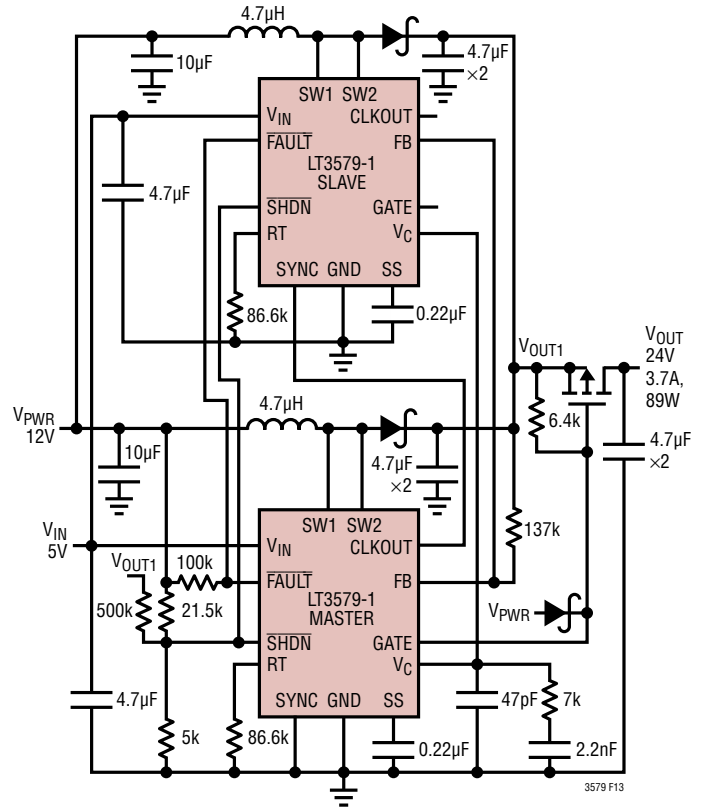 4.7µH
10µF
4.7µF
×2
SW1 SW2
VIN
CLKOUT
FAULT
FB
LT3579-1
SLAVE
4.7µF
SHDN
GATE
RT
VC
SYNC GND SS
86.6k
0.22µF
VOUT1
VOUT
24V
3.7A,
89W
6.4k
4.7µF
×2
VPWR
12V
4.7µH
10µF
4.7µF
×2
137k
SW1 SW2
VIN
5V
VIN
CLKOUT
VOUT1
100k
FAULT
FB
500k
21.5k
LT3579-1
MASTER
VPWR
SHDN
GATE
RT
VC
SYNC GND SS
4.7µF
5k
86.6k
0.22µF
47pF
7k
2.2nF
3579 F13